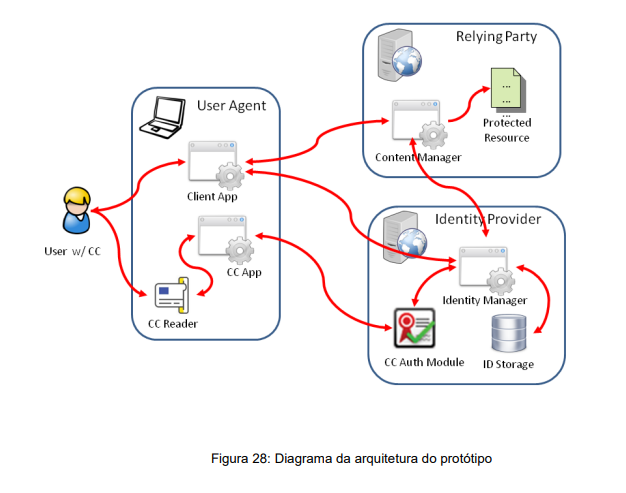 Relying Party
...
...
...
Protected
Resource
Content Manager
User Agent
Client App
User w/ CC
CC App
CC Reader
Identity Provider
Identity Manager
CC Auth Module
ID Storage
Figura 28: Diagrama da arquitetura do protótipo